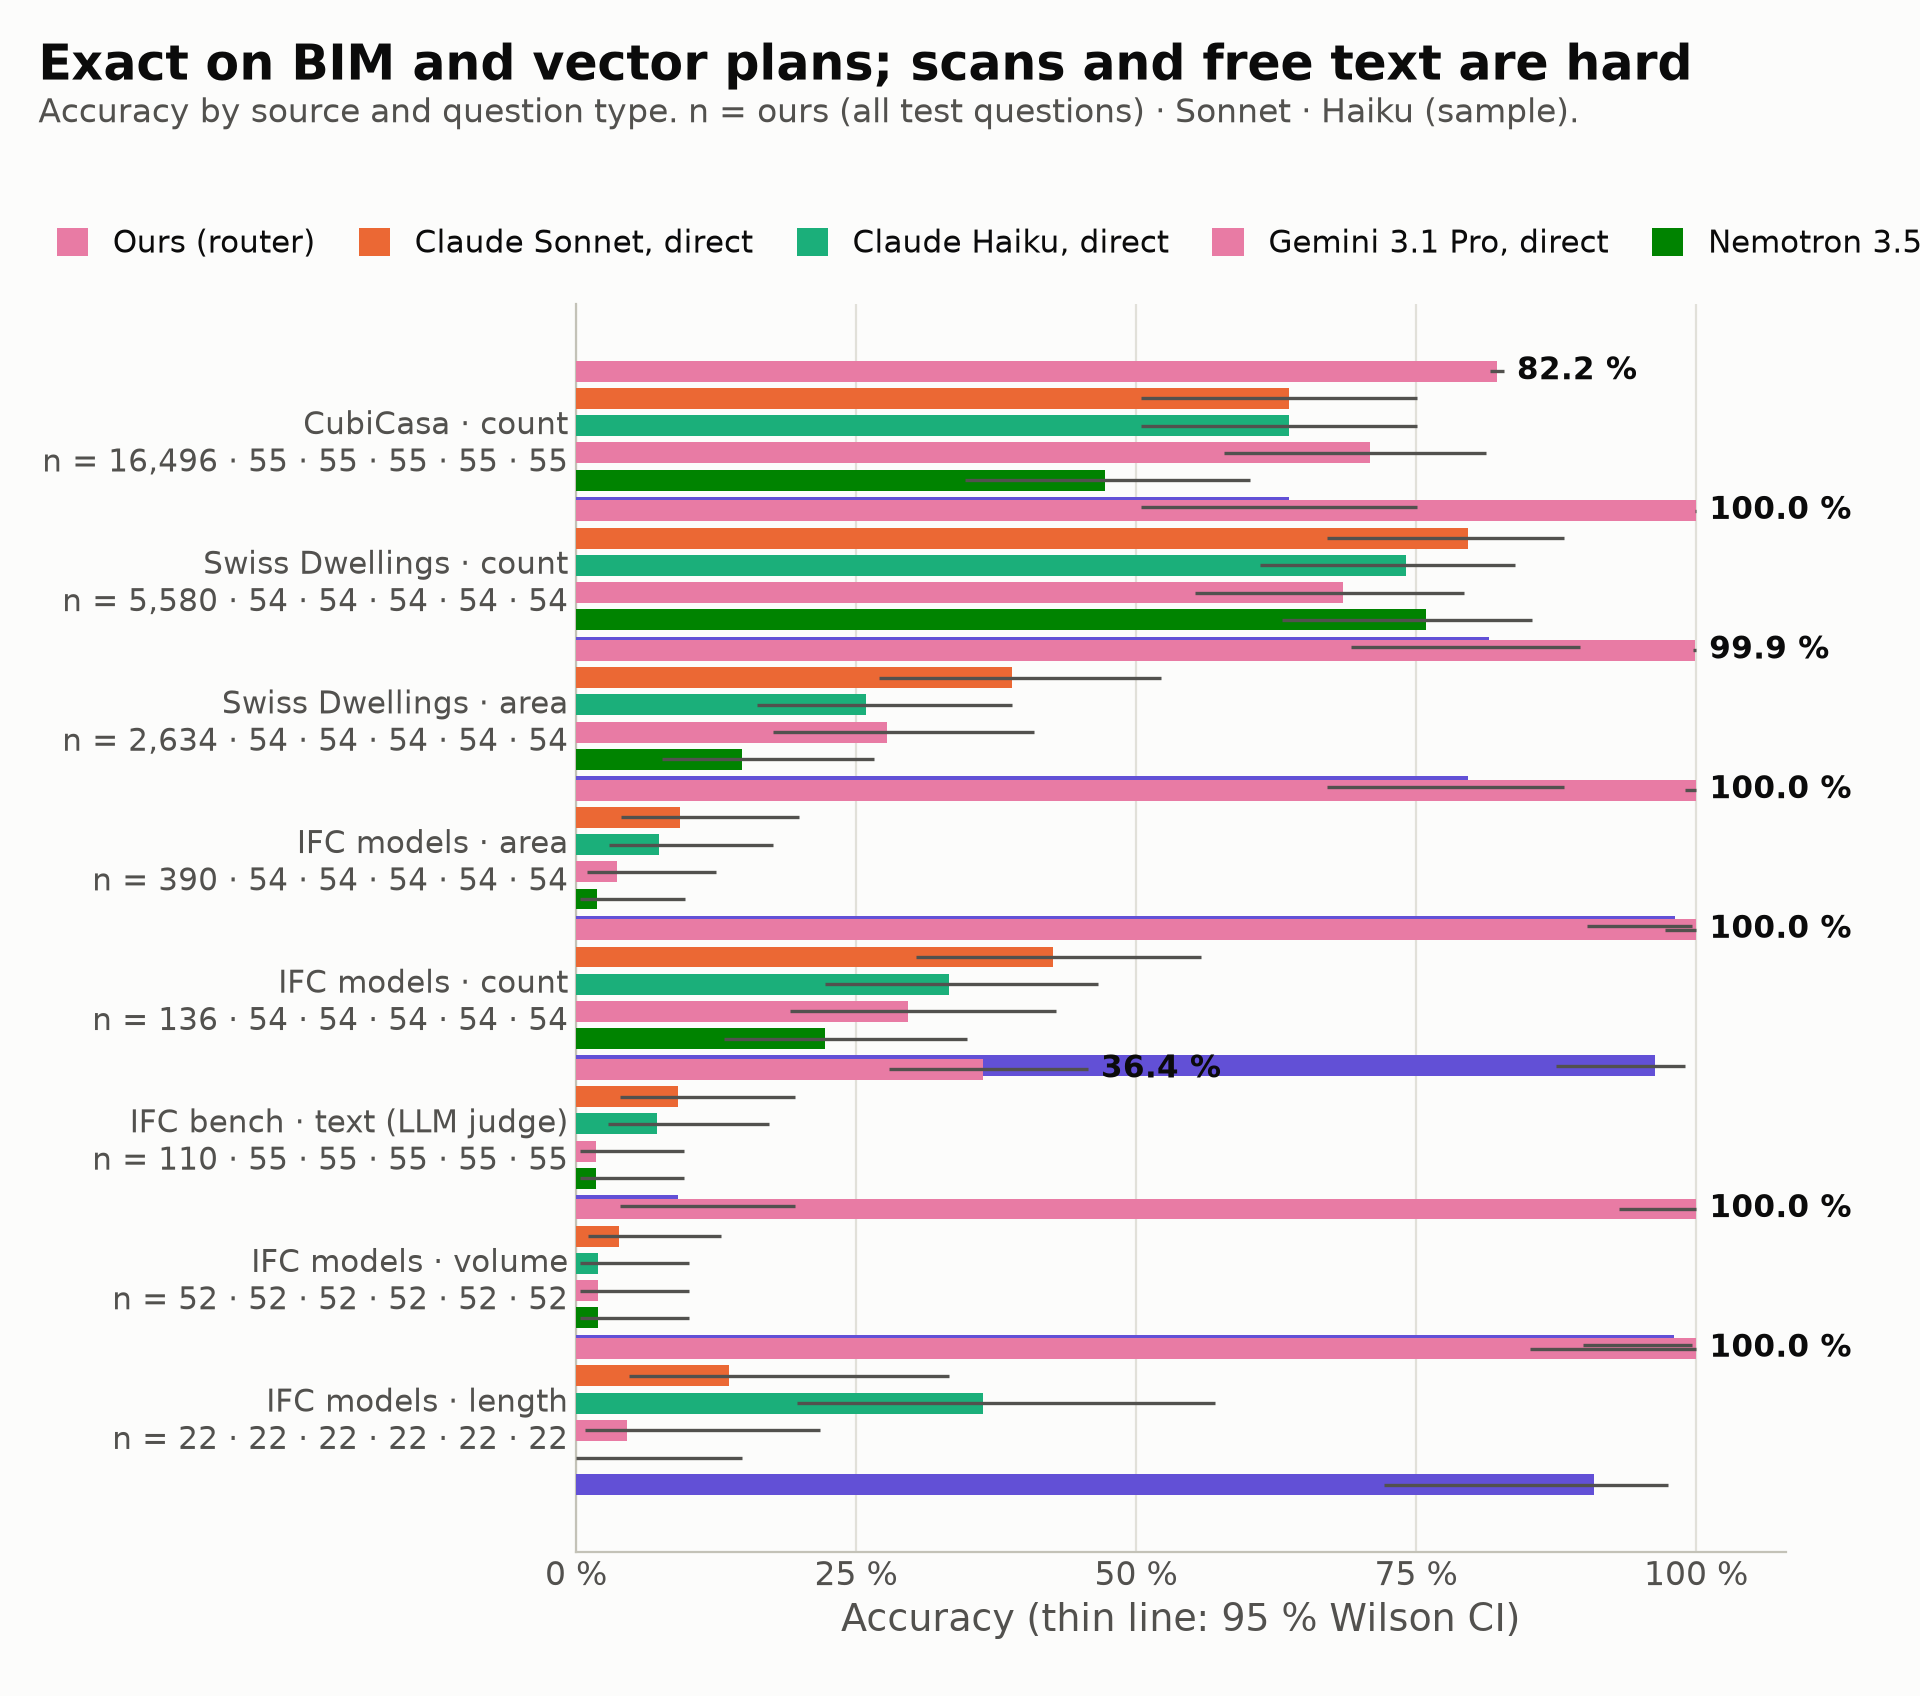 Exact on BIM and vector plans; scans and free text are hard
Accuracy by source and question type. n = ours (all test questions) · Sonnet · Haiku (sample).
Ours (router) Claude Sonnet, direct Claude Haiku, direct Gemini 3.1 Pro, direct Nemotron 3.5
82.2 %
CubiCasa · count
n = 16,496 · 55 · 55 · 55 · 55 · 55
100.0 %
Swiss Dwellings · count
n = 5,580 · 54 · 54 · 54 · 54 · 54
99.9 %
Swiss Dwellings · area
n = 2,634 · 54 · 54 · 54 · 54 · 54
100.0 %
IFC models · area
n = 390 · 54 · 54 · 54 · 54 · 54
100.0 %
IFC models · count
n = 136 · 54 · 54 · 54 · 54 · 54
36.4 %
IFC bench · text (LLM judge)
n = 110 · 55 · 55 · 55 · 55 · 55
100.0 %
IFC models · volume
n = 52 · 52 · 52 · 52 · 52 · 52
100.0 %
IFC models · length
n = 22 · 22 · 22 · 22 · 22 · 22
0 % 25 % 50 % 75 % 100 %
Accuracy (thin line: 95 % Wilson CI)